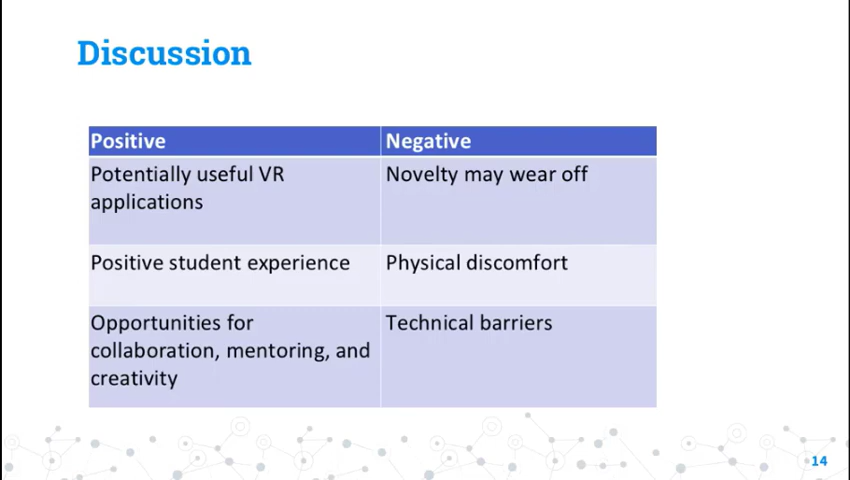 Discussion
Positive
Negative
Potentially useful VR
applications
Novelty may wear off
Positive student experience
Physical discomfort
Opportunities for
collaboration, mentoring, and
creativity
Technical barriers
14